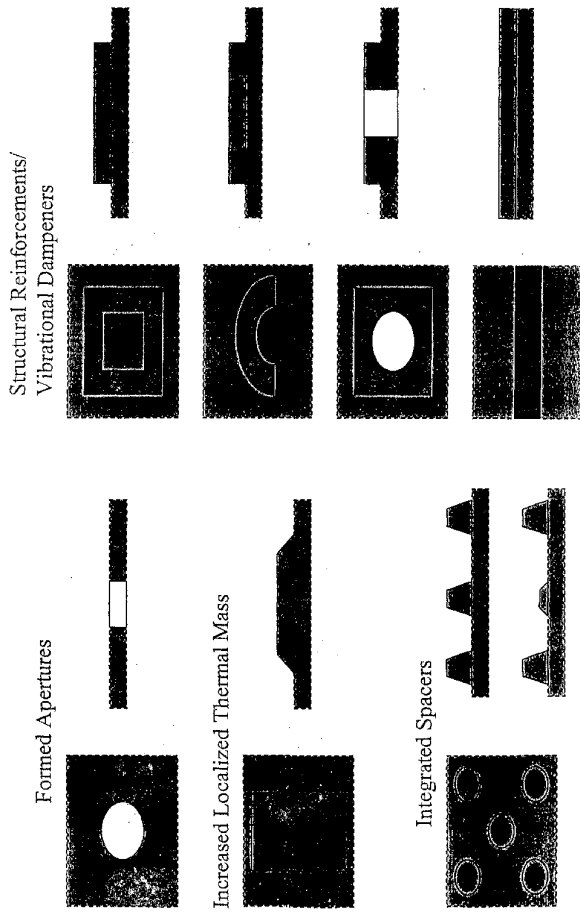 Structural Reinforcements/
Vibrational Dampeners
Formed Apertures
Increased Localized Thermal Mass
Integrated Spacers